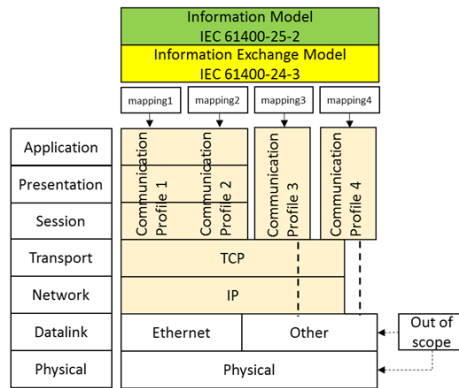 Information Model
IEC 61400-25-2
Information Exchange Model
IEC 61400-24-3
mapping1
mapping2
mapping3
mapping4
Application
Presentation
Session
Transport
Network
Datalink
Physical
Communication
Profile 1
Communication
Profile 2
Communication
Profile 3
Communication
Profile 4
TCP
IP
Ethernet
Other
Out of
scope
Physical